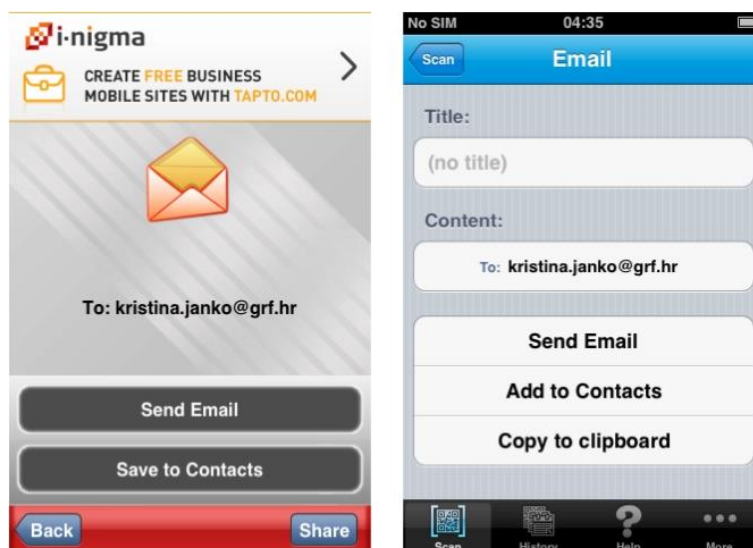 i-nigma
CREATE FREE BUSINESS
MOBILE SITES WITH TAPTO.COM
To: kristina.janko@grf.hr
Send Email
Save to Contacts
Back
Share
No SIM
04:35
Scan
Email
Title:
(no title)
Content:
To: kristina.janko@grf.hr
Send Email
Add to Contacts
Copy to clipboard
Scan
History
Help
More